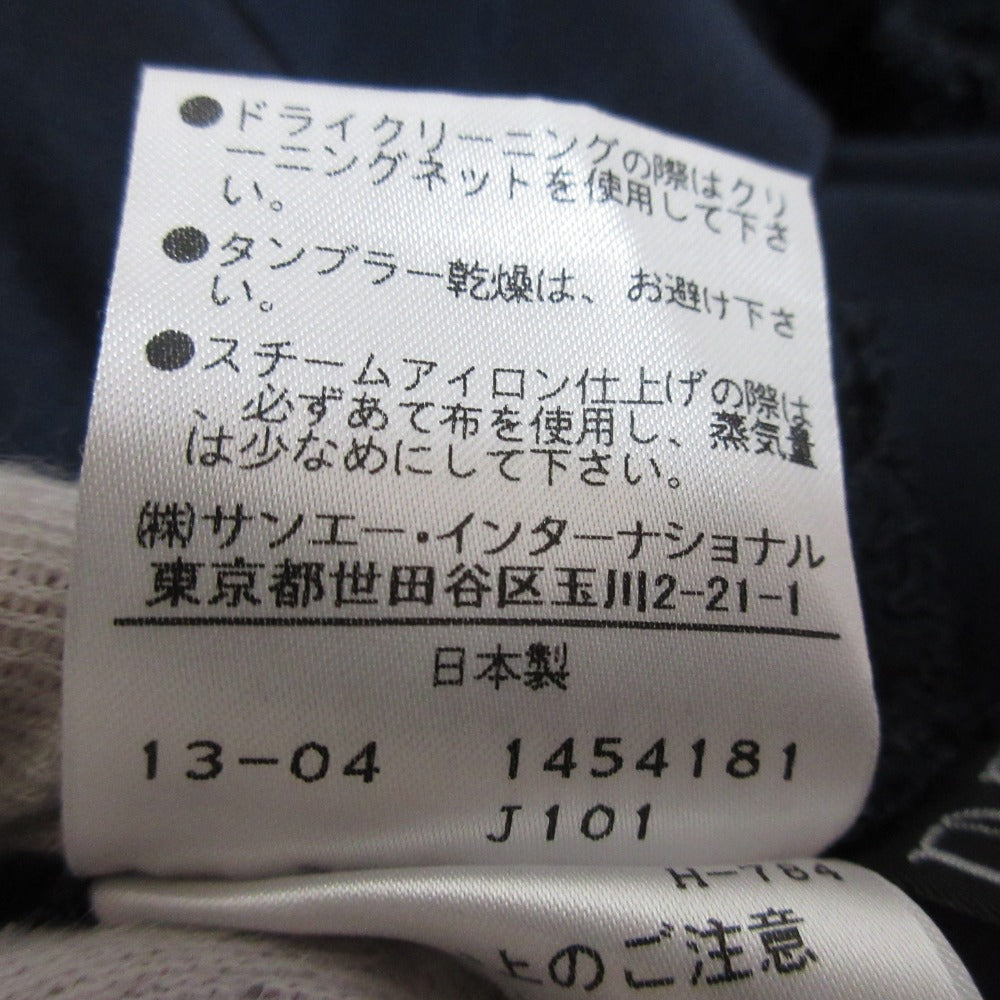 ●ドライクリーニングの際はクリ
ーニングネットを使用して下さ
い。
●タンブラー乾燥は、お避け下さ
い。
●スチームアイロン仕上げの際は
、必ずあて布を使用し、蒸気量
は少なめにして下さい。
(株)サンエー・インターナショナル
東京都世田谷区玉川2-21-1
日本製
13-04 1454181
J101
H-784
上のご注意